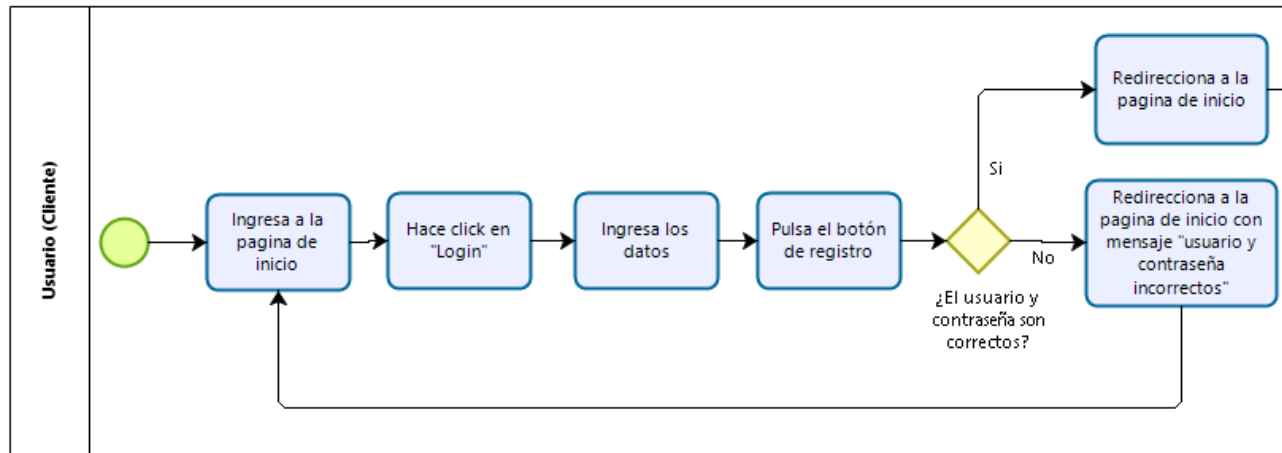 Usuario (Cliente)
Ingresa a la
pagina de
inicio
Hace click en
"Login"
Ingresa los
datos
Pulsa el botón
de registro
¿El usuario y
contraseña son
correctos?
Si
Redirecciona a la
pagina de inicio
No
Redirecciona a la
pagina de inicio con
mensaje "usuario y
contraseña
incorrectos"